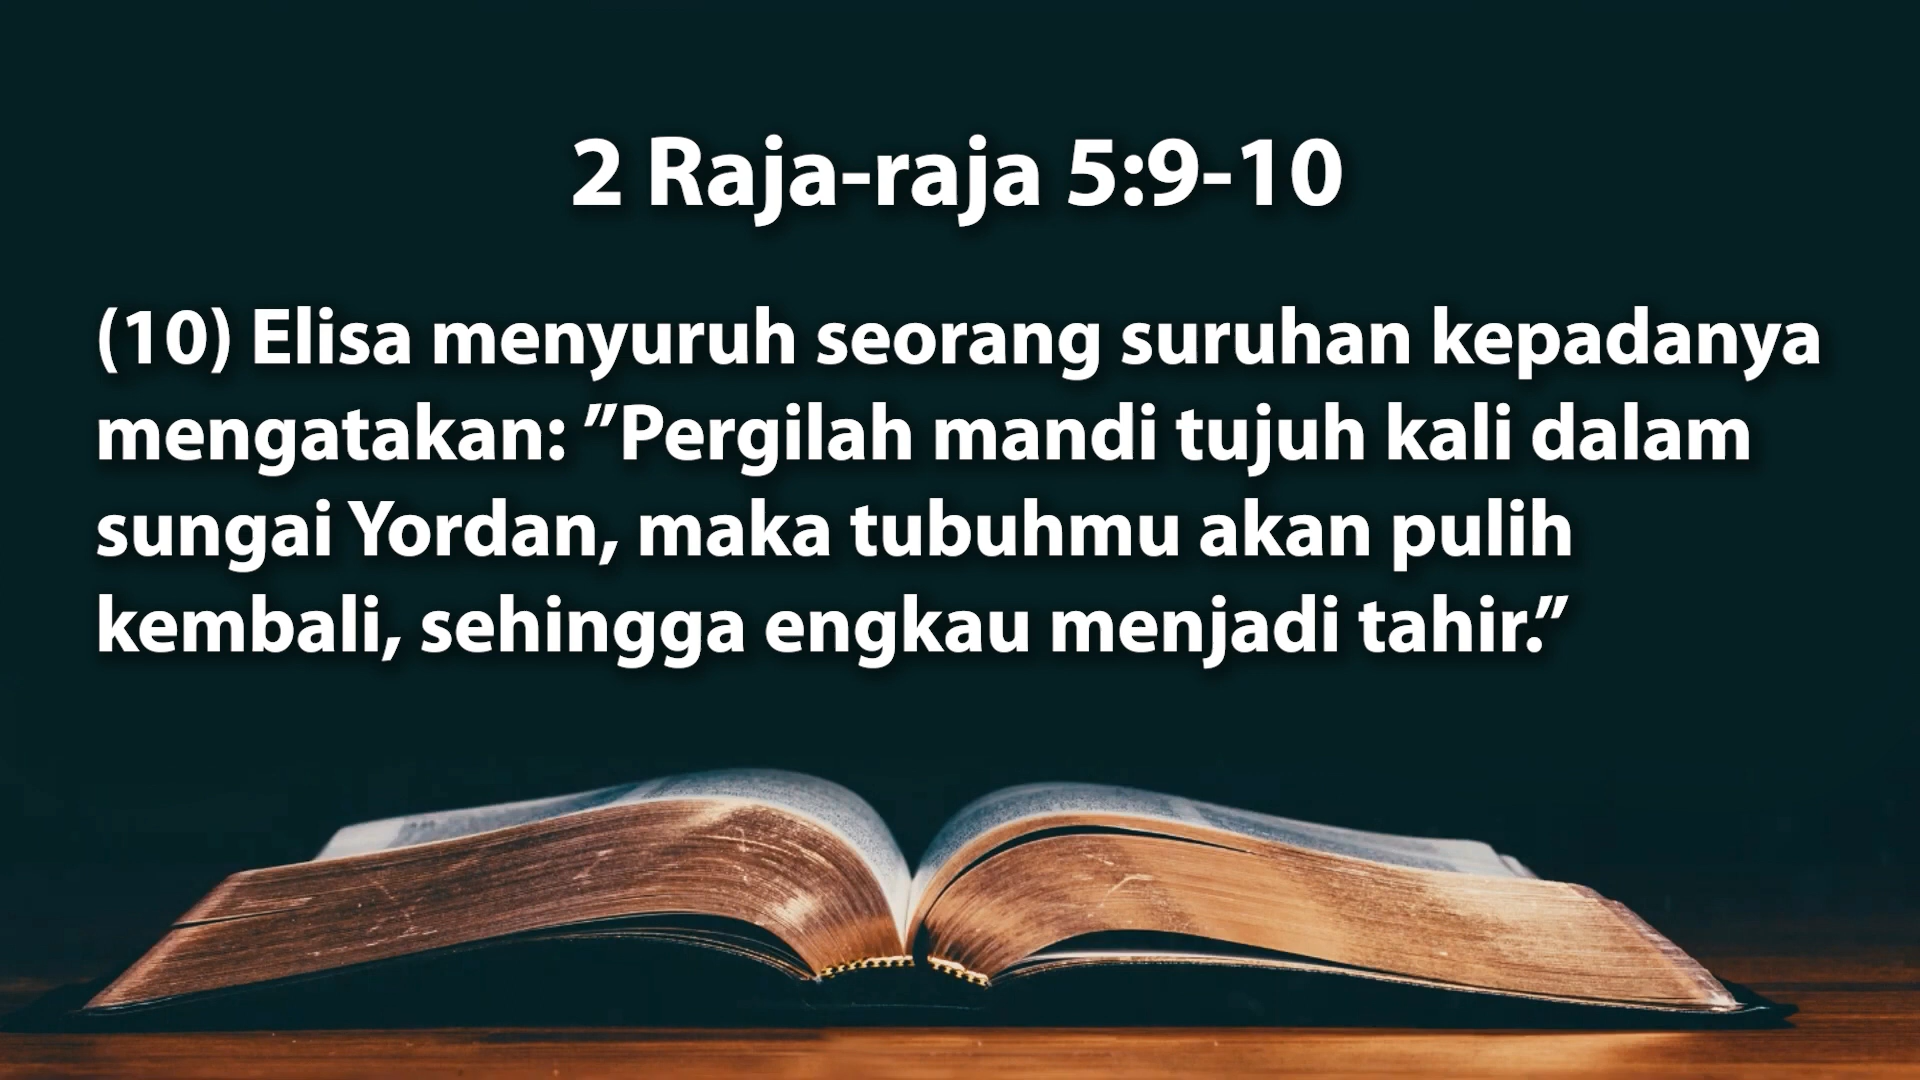 2 Raja-raja 5:9-10
(10) Elisa menyuruh seorang suruhan kepadanya
mengatakan: ”Pergilah mandi tujuh kali dalam
sungai Yordan, maka tubuhmu akan pulih
kembali, sehingga engkau menjadi tahir.”